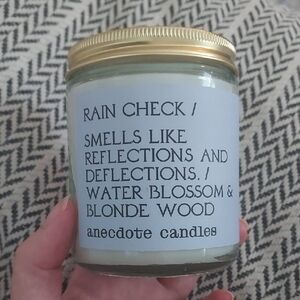 RAIN CHECK /
SMELLS LIKE
REFLECTIONS AND
DEFLECTIONS. /
WATER BLOSSOM &
BLONDE WOOD
anecdote candles